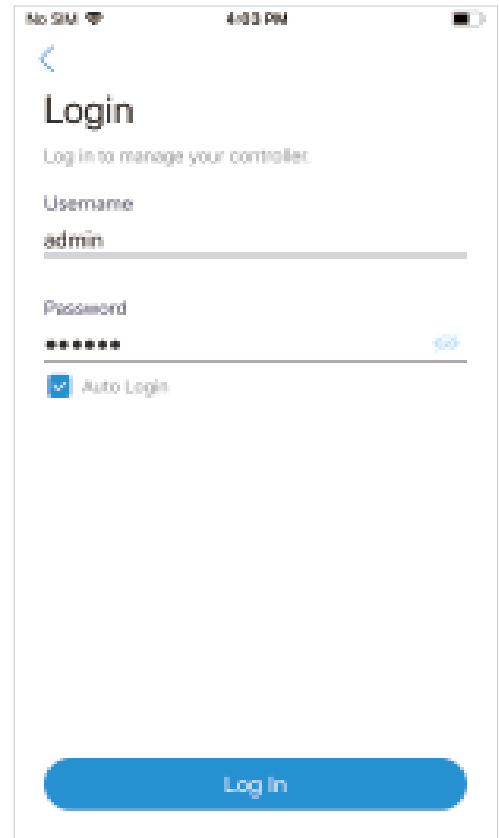 No SIM 4:03 PM
Login
Log in to manage your controller.
Username
admin
Password
••••••
Auto Login
Log In